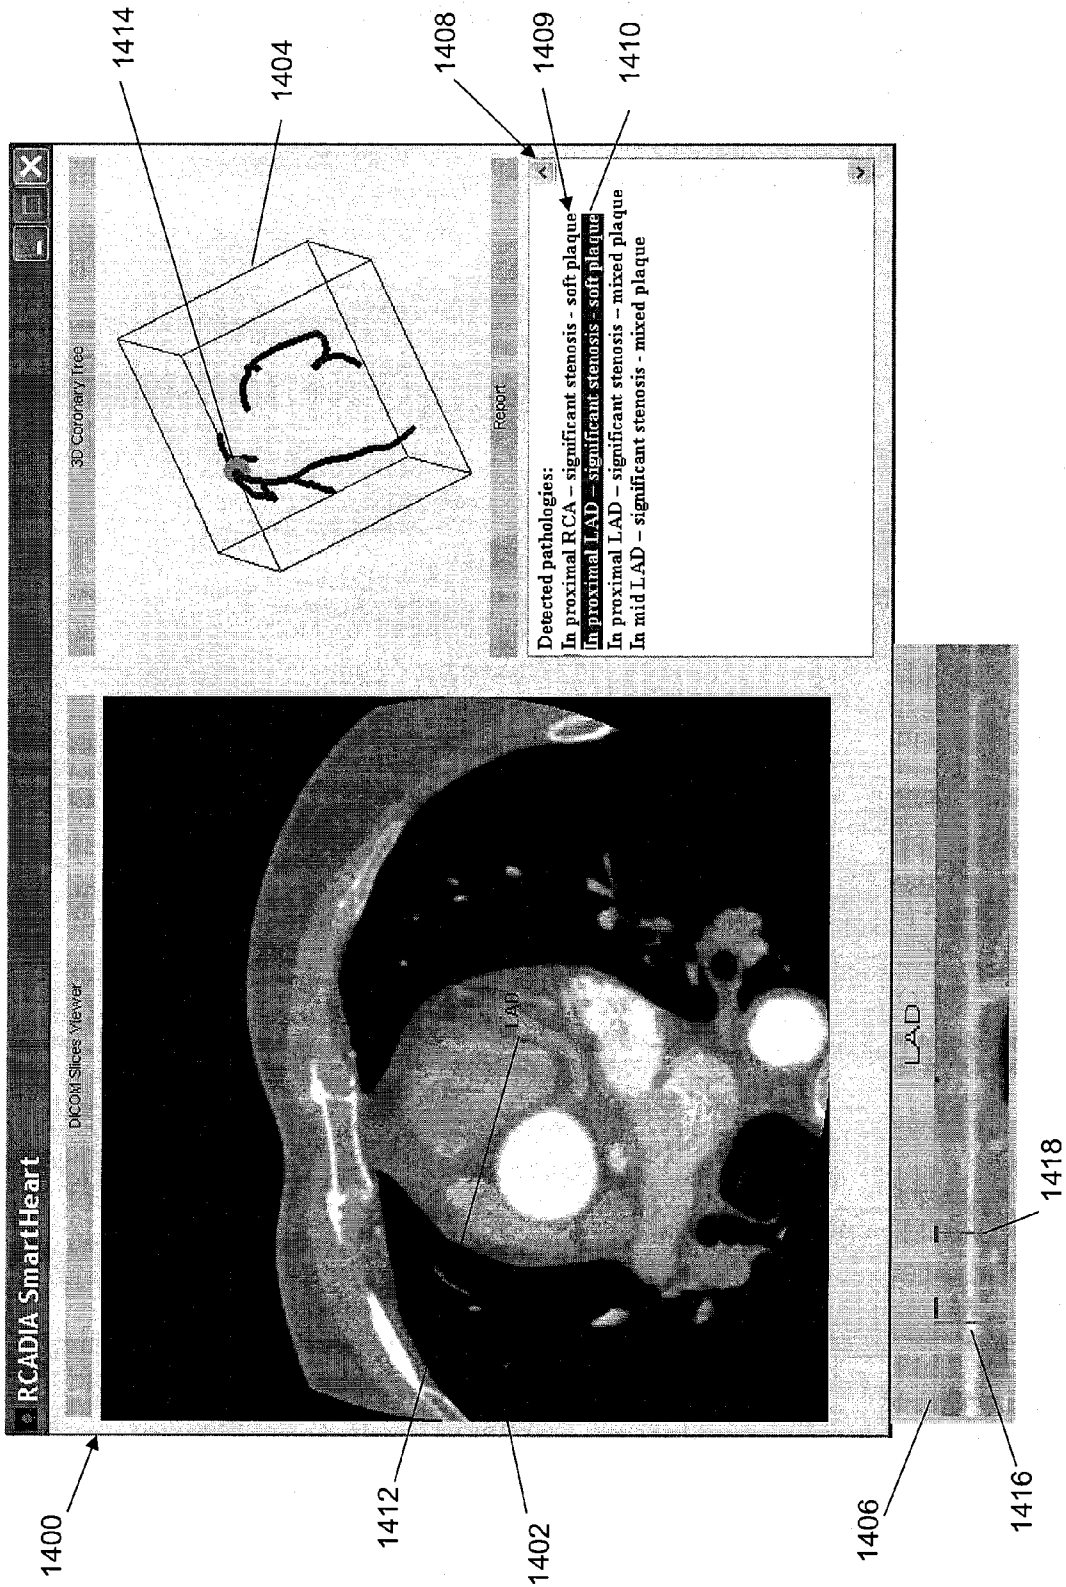 1400
RCADIA SmartHeart
DICOM Slices Viewer
3D Coronary Tree
1414
1404
LAD
1412
1402
Report
1408
1409
1410
Detected pathologies:
In proximal RCA – significant stenosis - soft plaque
In proximal LAD – significant stenosis - soft plaque
In proximal LAD – significant stenosis – mixed plaque
In mid LAD – significant stenosis - mixed plaque
1406
LAD
1416
1418